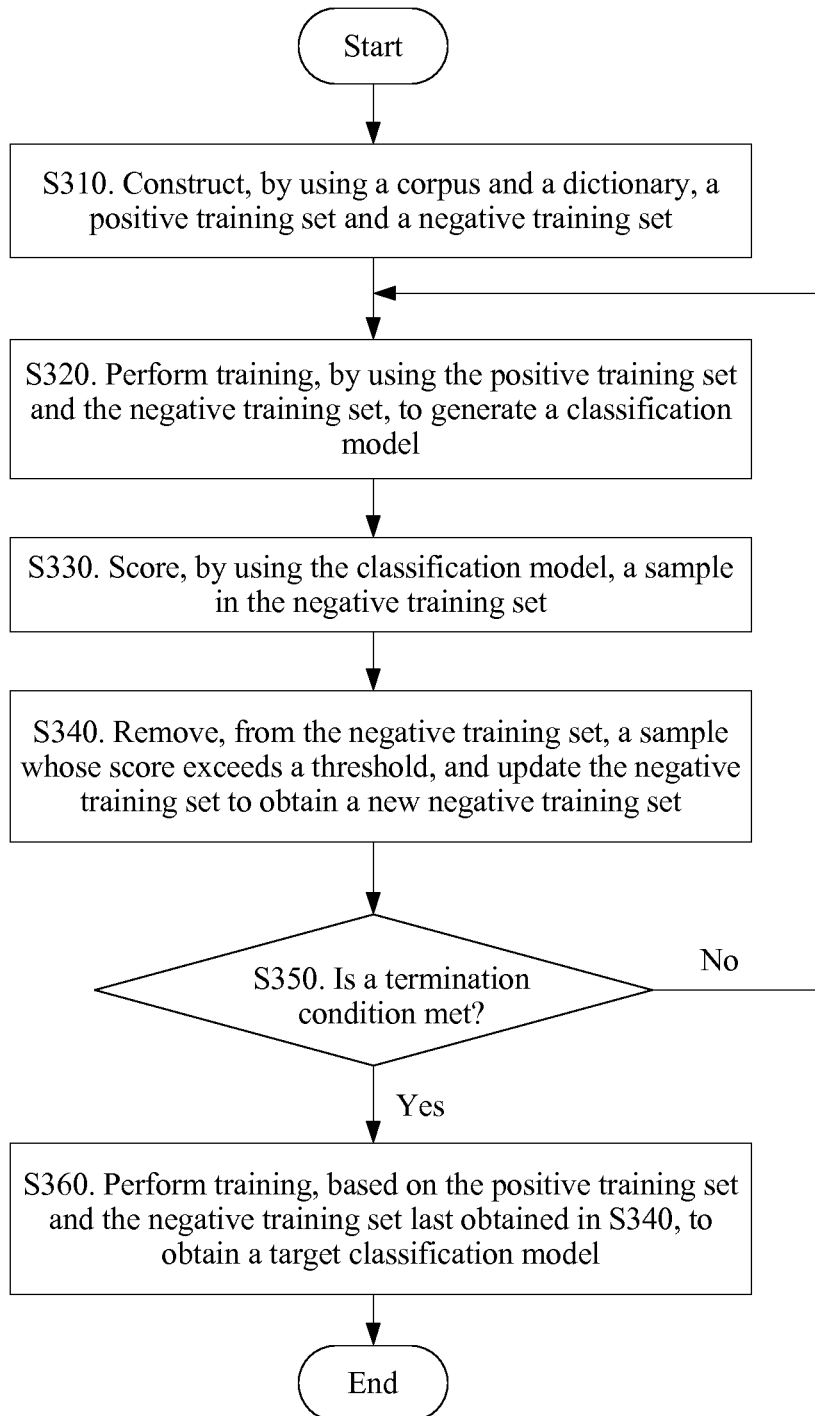 Start
S310. Construct, by using a corpus and a dictionary, a
positive training set and a negative training set
S320. Perform training, by using the positive training set
and the negative training set, to generate a classification
model
S330. Score, by using the classification model, a sample
in the negative training set
S340. Remove, from the negative training set, a sample
whose score exceeds a threshold, and update the negative
training set to obtain a new negative training set
S350. Is a termination
condition met?
No
Yes
S360. Perform training, based on the positive training set
and the negative training set last obtained in S340, to
obtain a target classification model
End